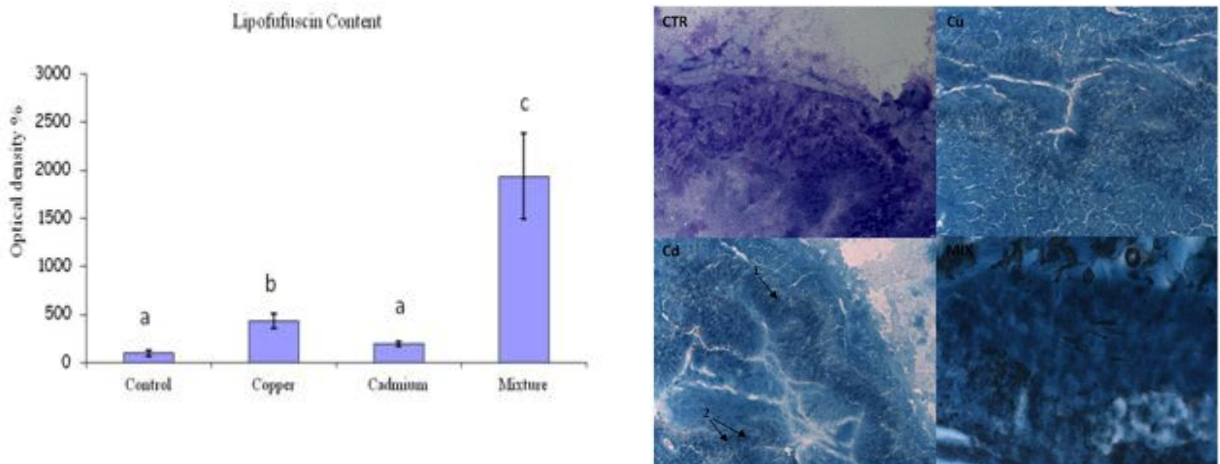 Lipofufuscin Content
Optical density %
3000
2500
2000
1500
1000
500
0
a
b
a
c
Control
Copper
Cadmium
Mixture
CTR
Cu
Cd
1
2
MIX